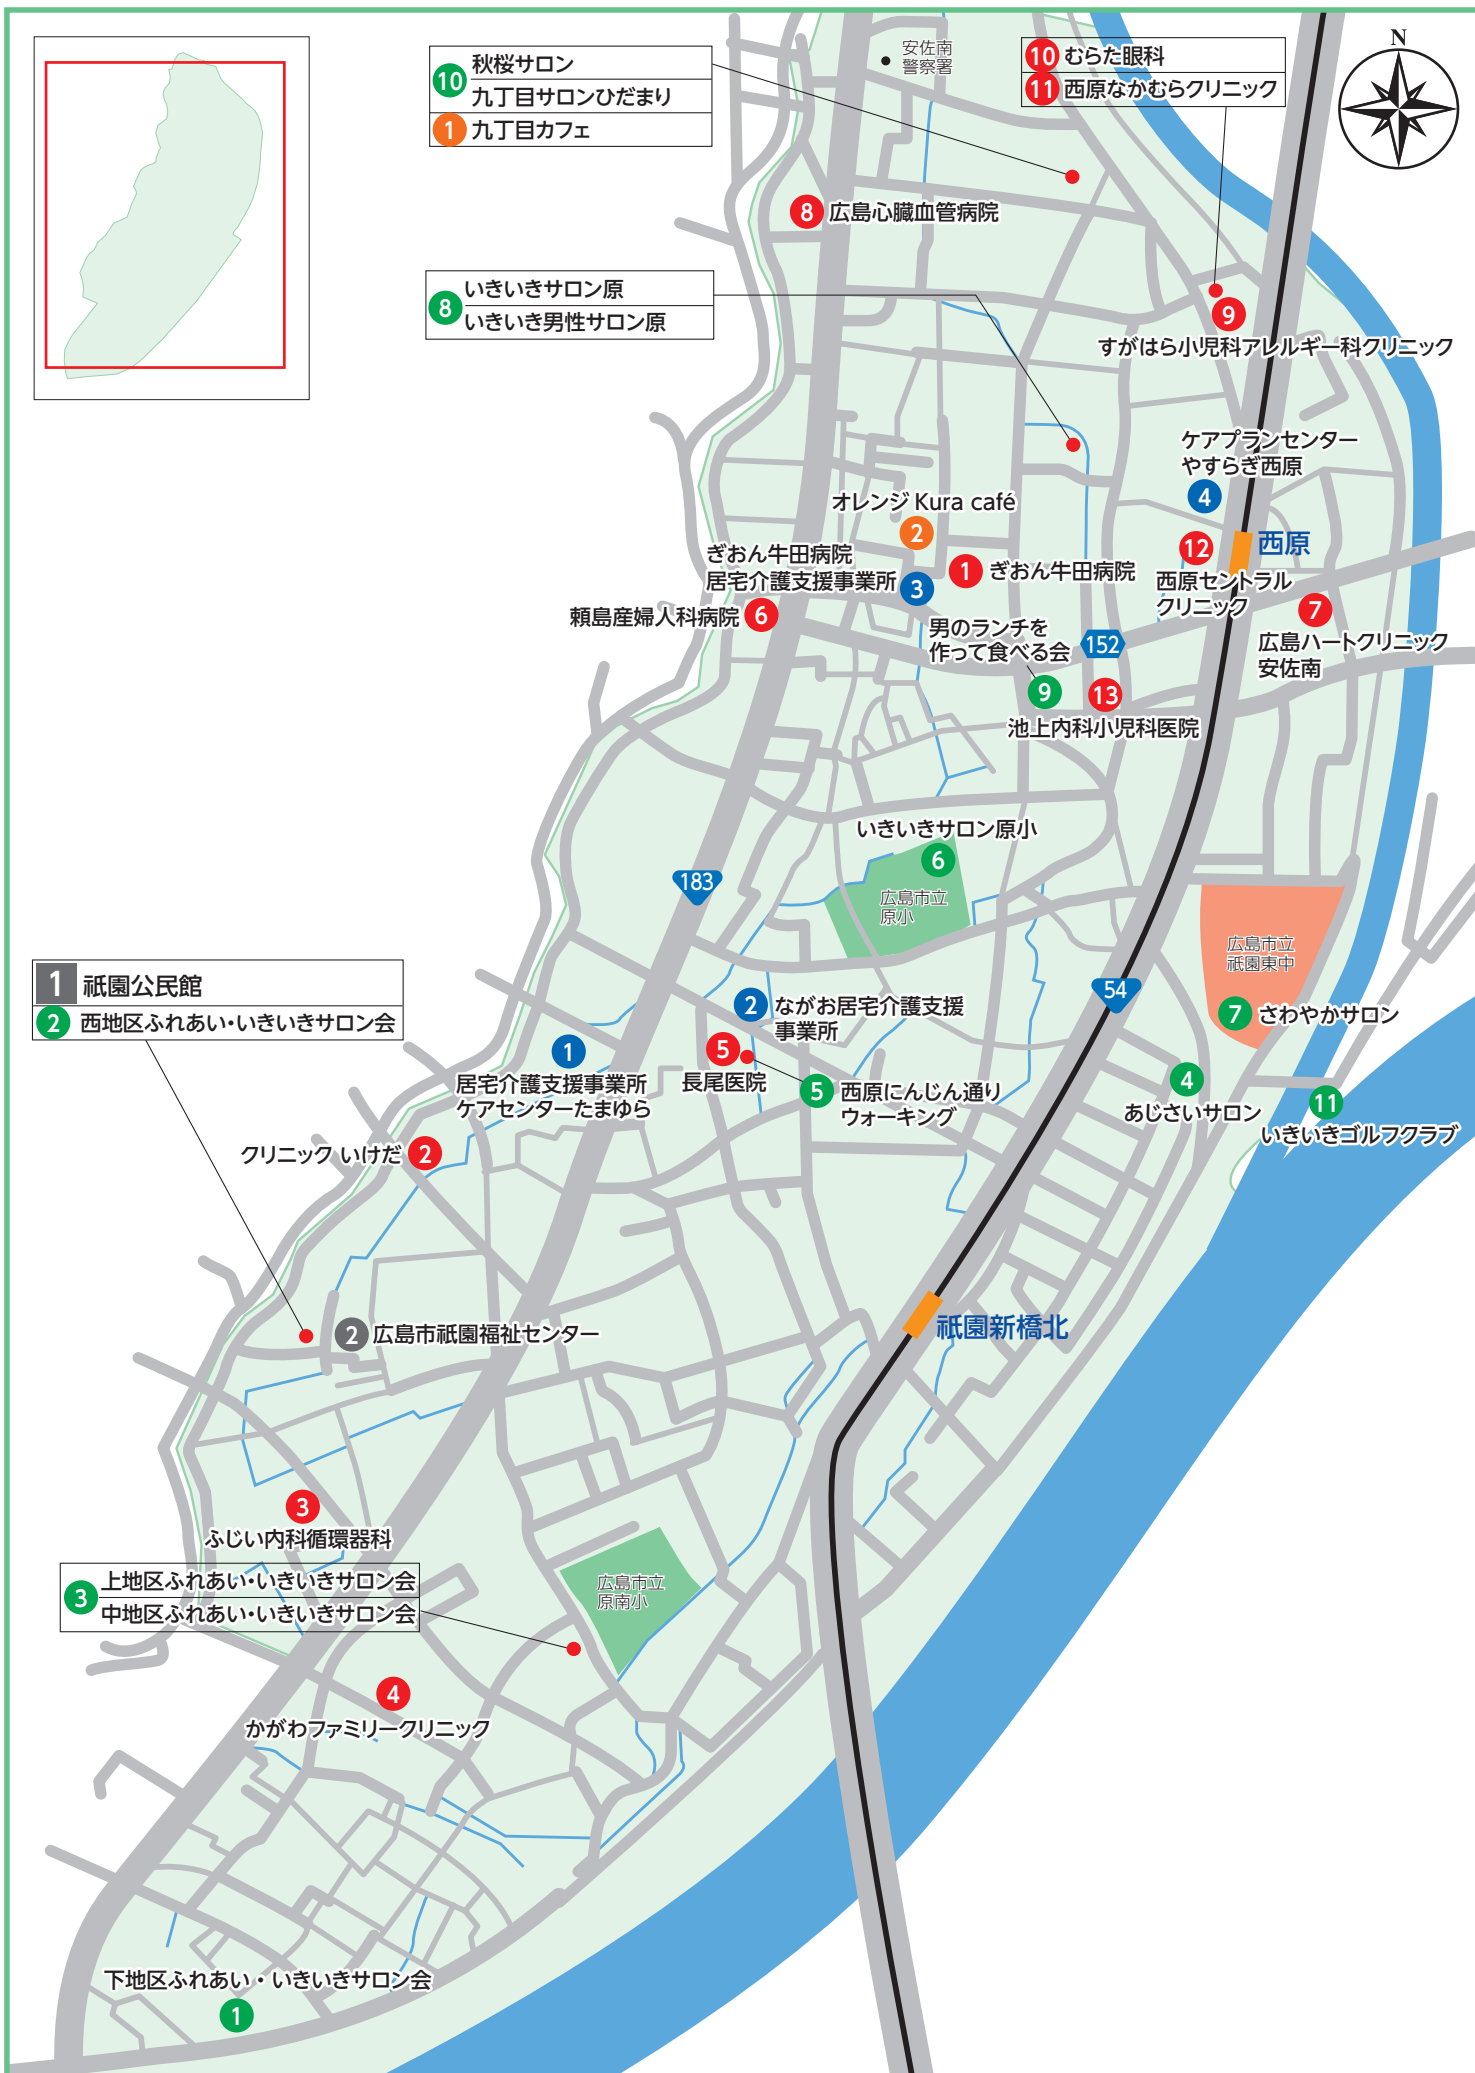 10
秋桜サロン
九丁目サロンひだまり
1 九丁目カフェ
安佐南
警察署
10 むらた眼科
11 西原なかむらクリニック
N
8 広島心臓血管病院
8
いきいきサロン原
いきいき男性サロン原
9
すがはら小児科アレルギー科クリニック
ケアプランセンター
やすらぎ西原
4
オレンジ Kura café
2
西原
12
西原セントラル
クリニック
ぎおん牛田病院
居宅介護支援事業所
3
1 ぎおん牛田病院
頼島産婦人科病院 6
7
広島ハートクリニック
安佐南
男のランチを
作って食べる会
9
152
13
池上内科小児科医院
いきいきサロン原小
6
広島市立
原小
183
広島市立
祇園東中
1 祇園公民館
2 西地区ふれあい・いきいきサロン会
54
2 ながお居宅介護支援
事業所
7 さわやかサロン
1
居宅介護支援事業所
ケアセンターたまゆら
5
長尾医院
5 西原にんじん通り
ウォーキング
4
あじさいサロン
11
いきいきゴルフクラブ
クリニック いけだ 2
2 広島市祇園福祉センター
祇園新橋北
3
ふじい内科循環器科
3
上地区ふれあい・いきいきサロン会
中地区ふれあい・いきいきサロン会
広島市立
原南小
4
かがわファミリークリニック
下地区ふれあい・いきいきサロン会
1